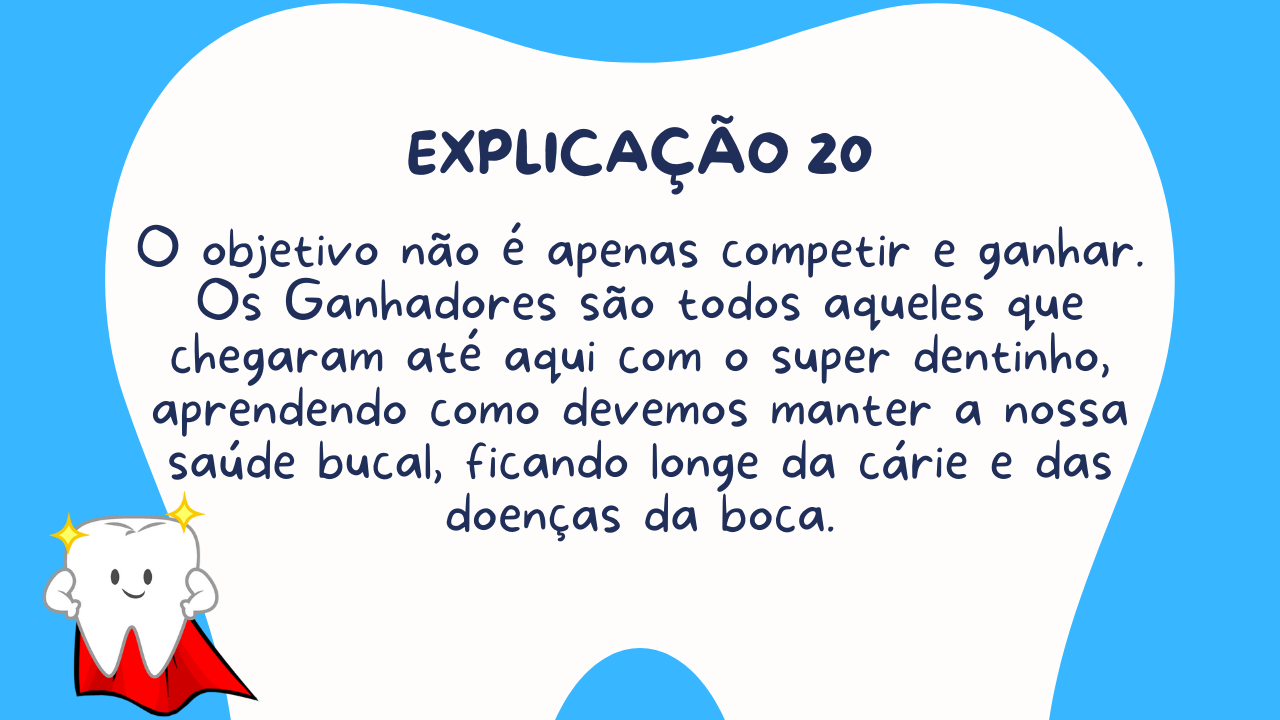 EXPLICAÇÃO 20
O objetivo não é apenas competir e ganhar.
Os Ganhadores são todos aqueles que
chegaram até aqui com o super dentinho,
aprendendo como devemos manter a nossa
saúde bucal, ficando longe da cárie e das
doenças da boca.